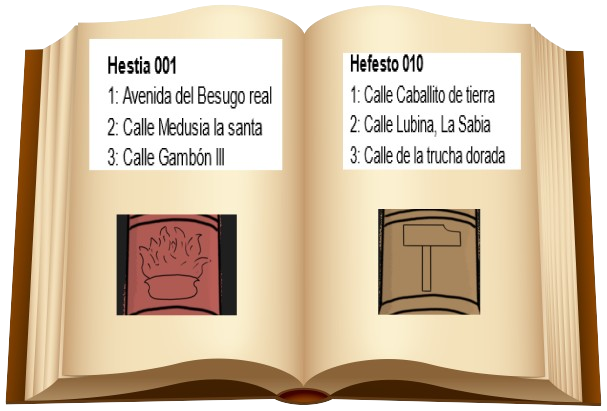 Hestia 001
1: Avenida del Besugo real
2: Calle Medusia la santa
3: Calle Gambón III
Hefesto 010
1: Calle Caballito de tierra
2: Calle Lubina, La Sabia
3: Calle de la trucha dorada